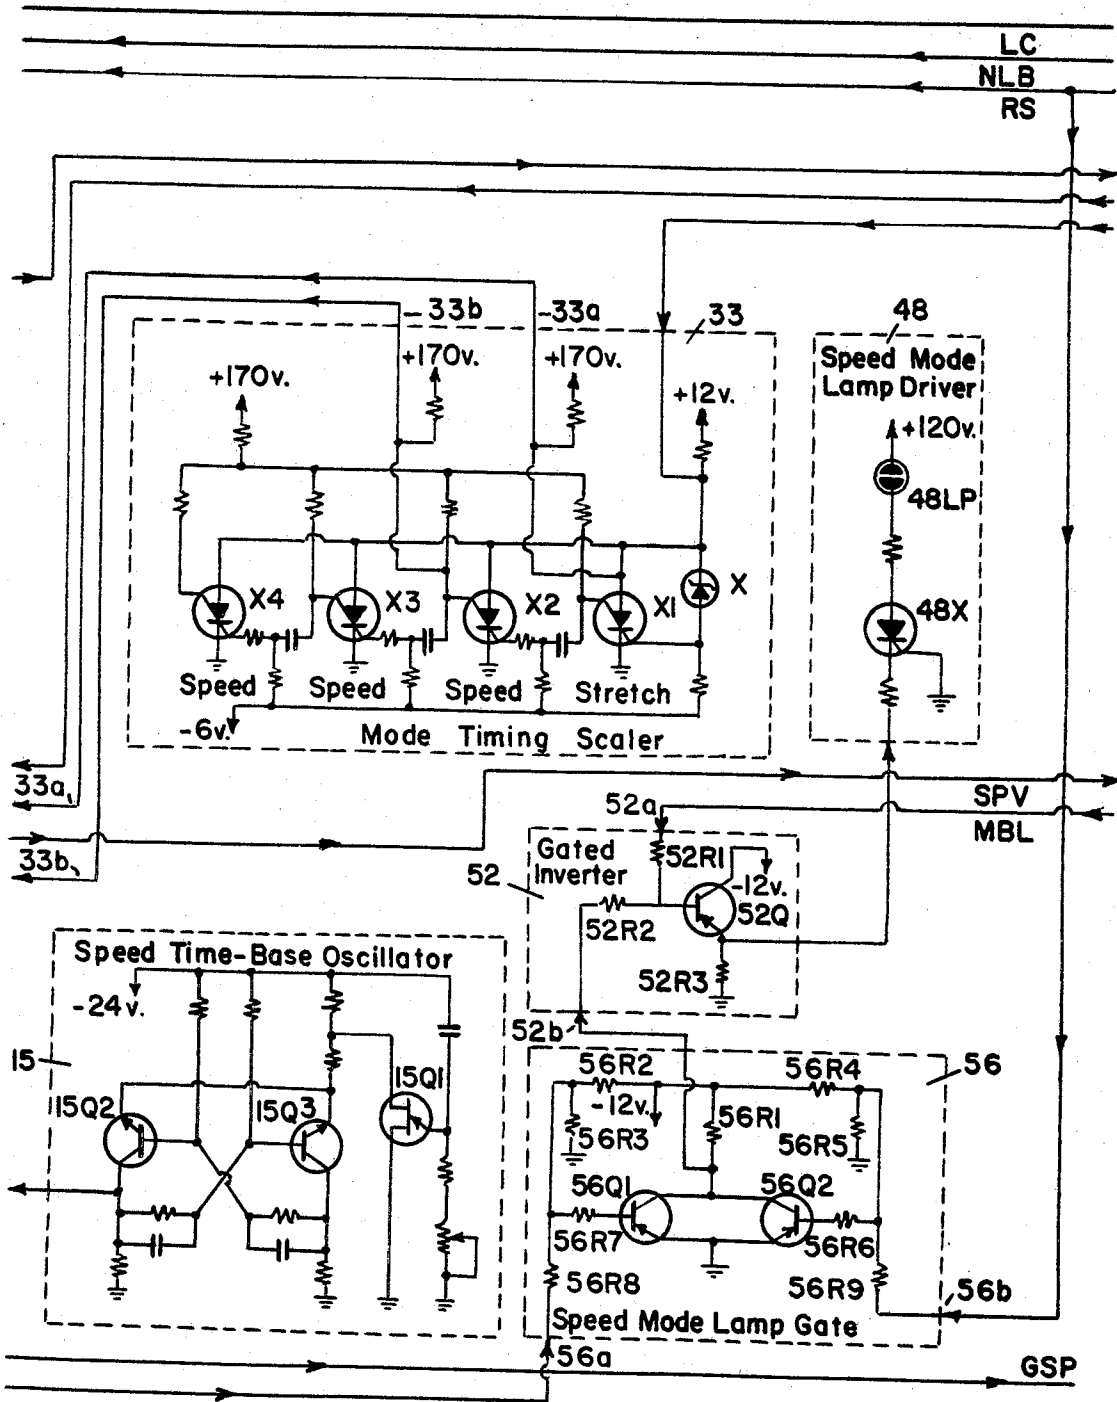 LC
NLB
RS
33b
33a
33
48
+170v.
+170v.
+170v.
+12v.
Speed Mode
Lamp Driver
+120v.
48LP
X4
X3
X2
X1
X
48X
Speed
Speed
Speed
Stretch
-6v.
Mode Timing Scaler
33a
SPV
52a
MBL
33b
52
Gated
Inverter
52R1
-12v.
52Q
52R2
52R3
Speed Time-Base Oscillator
-24v.
52b
15
15Q1
15Q2
15Q3
56R2
56R4
56
-12v.
56R1
56R3
56R5
56Q1
56Q2
56R7
56R6
56R8
56R9
56b
Speed Mode Lamp Gate
56a
GSP